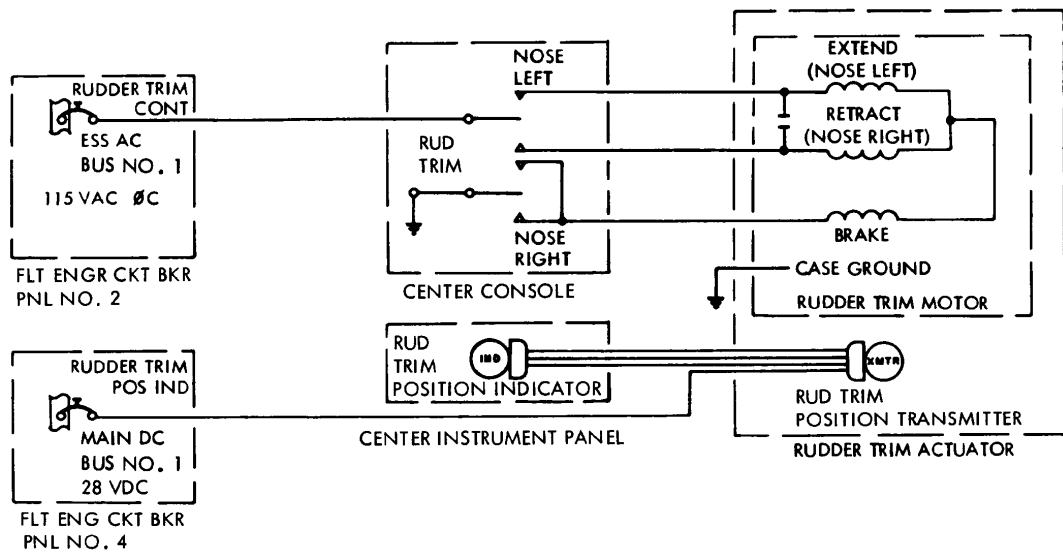 RUDDER TRIM
CONT
ESS AC
BUS NO. 1
115 VAC ØC
FLT ENGR CKT BKR
PNL NO. 2
NOSE
LEFT
RUD
TRIM
NOSE
RIGHT
CENTER CONSOLE
EXTEND
(NOSE LEFT)
RETRACT
(NOSE RIGHT)
BRAKE
CASE GROUND
RUDDER TRIM MOTOR
RUDDER TRIM
POS IND
MAIN DC
BUS NO. 1
28 VDC
FLT ENG CKT BKR
PNL NO. 4
RUD
TRIM
POSITION INDICATOR
IND
CENTER INSTRUMENT PANEL
XMTR
RUD TRIM
POSITION TRANSMITTER
RUDDER TRIM ACTUATOR